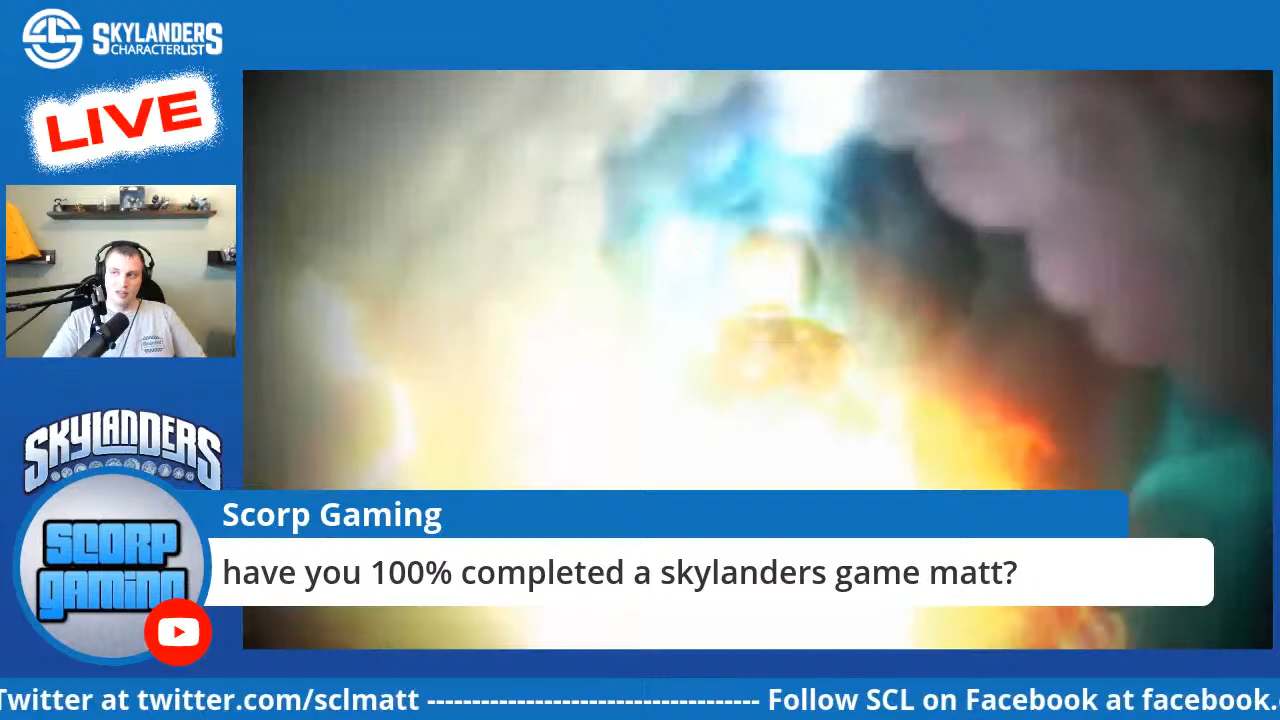 SKYLANDERS
CHARACTERLIST
LIVE
SKYLANDERS
SCORP
GAMING
Scorp Gaming
have you 100% completed a skylanders game matt?
Twitter at twitter.com/sclmatt ----------------------------------- Follow SCL on Facebook at facebook.